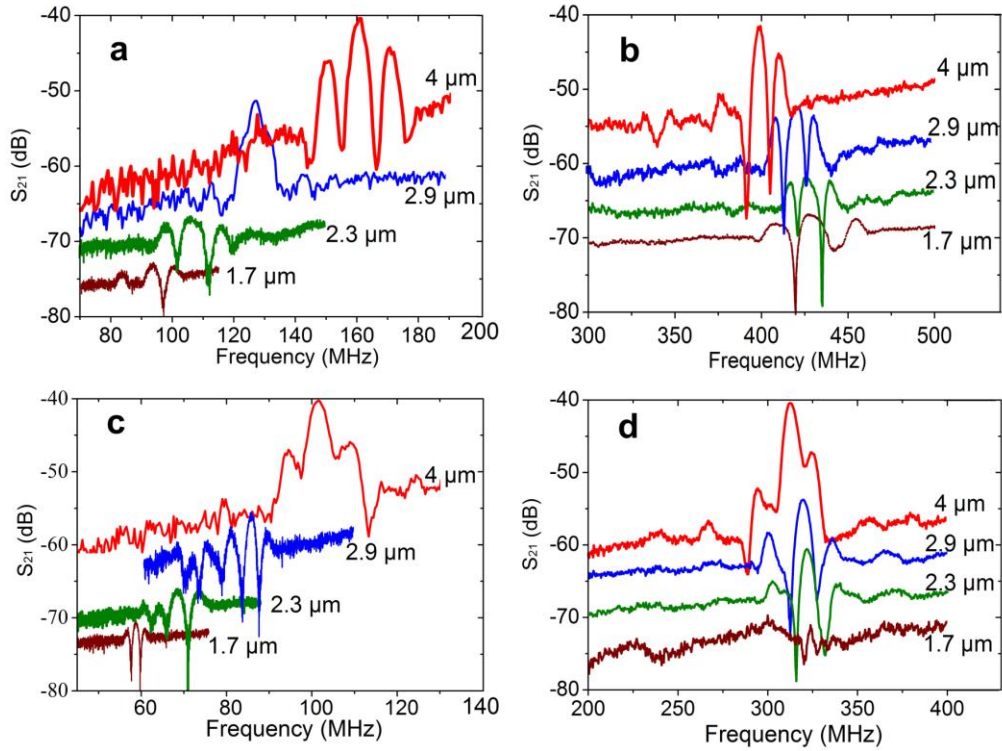 a
S21 (dB)
-40
-50
-60
-70
-80
4 µm
2.9 µm
2.3 µm
1.7 µm
80 100 120 140 160 180 200
Frequency (MHz)
b
S21 (dB)
-40
-50
-60
-70
-80
4 µm
2.9 µm
2.3 µm
1.7 µm
300 350 400 450 500
Frequency (MHz)
c
S21 (dB)
-40
-50
-60
-70
-80
4 µm
2.9 µm
2.3 µm
1.7 µm
60 80 100 120 140
Frequency (MHz)
d
S21 (dB)
-40
-50
-60
-70
-80
4 µm
2.9 µm
2.3 µm
1.7 µm
200 250 300 350 400
Frequency (MHz)